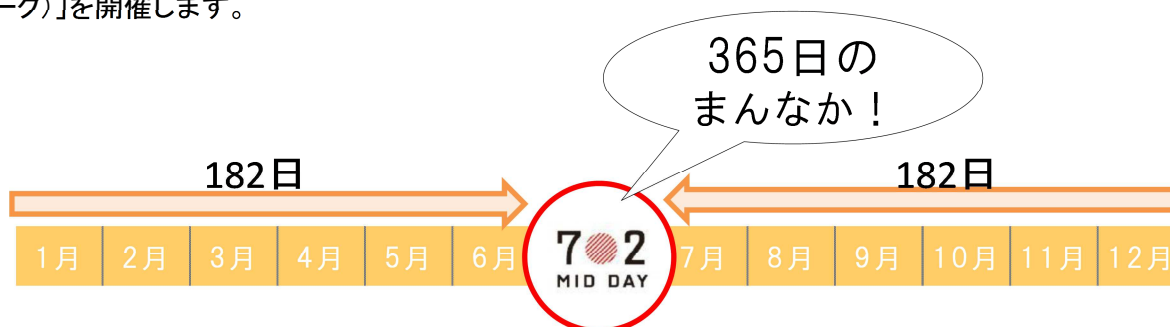 ーク）」を開催します。
365日の
まんなか！
182日
182日
1月 2月 3月 4月 5月 6月 7月 8月 9月 10月 11月 12月
7 2
MID DAY